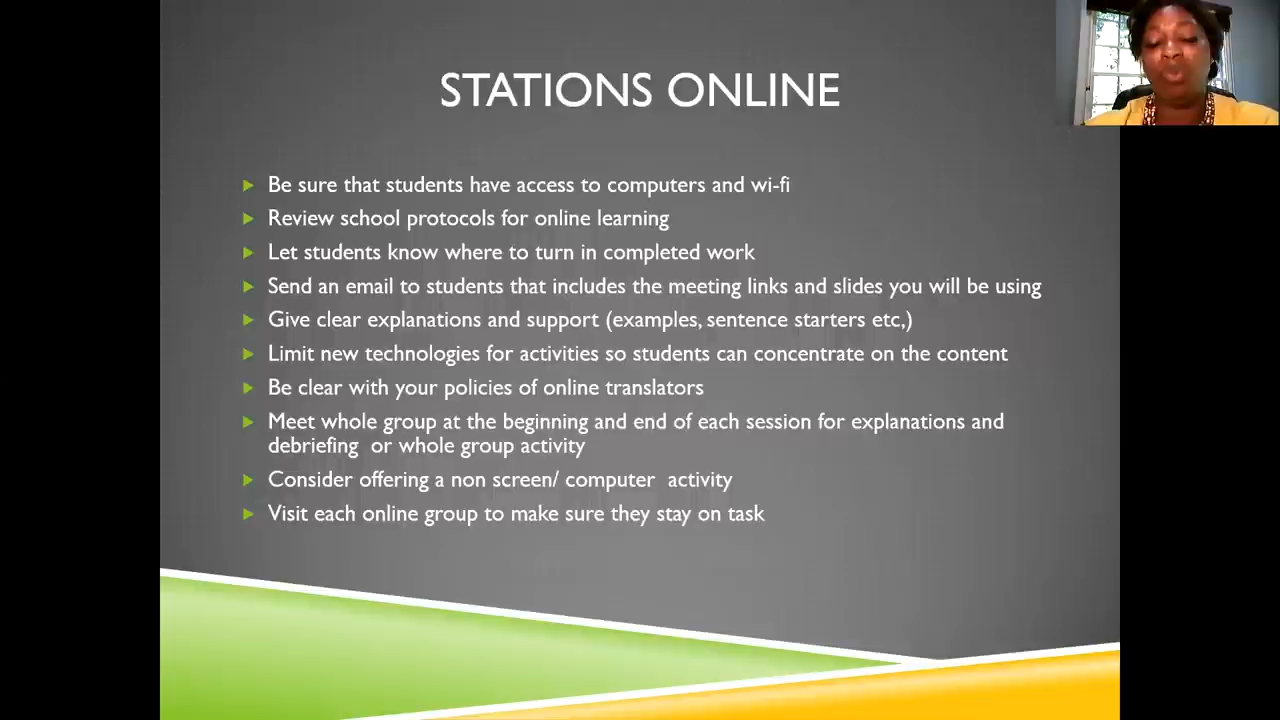 STATIONS ONLINE
Be sure that students have access to computers and wi-fi
Review school protocols for online learning
Let students know where to turn in completed work
Send an email to students that includes the meeting links and slides you will be using
Give clear explanations and support (examples, sentence starters etc,)
Limit new technologies for activities so students can concentrate on the content
Be clear with your policies of online translators
Meet whole group at the beginning and end of each session for explanations and
debriefing  or whole group activity
Consider offering a non screen/ computer  activity
Visit each online group to make sure they stay on task